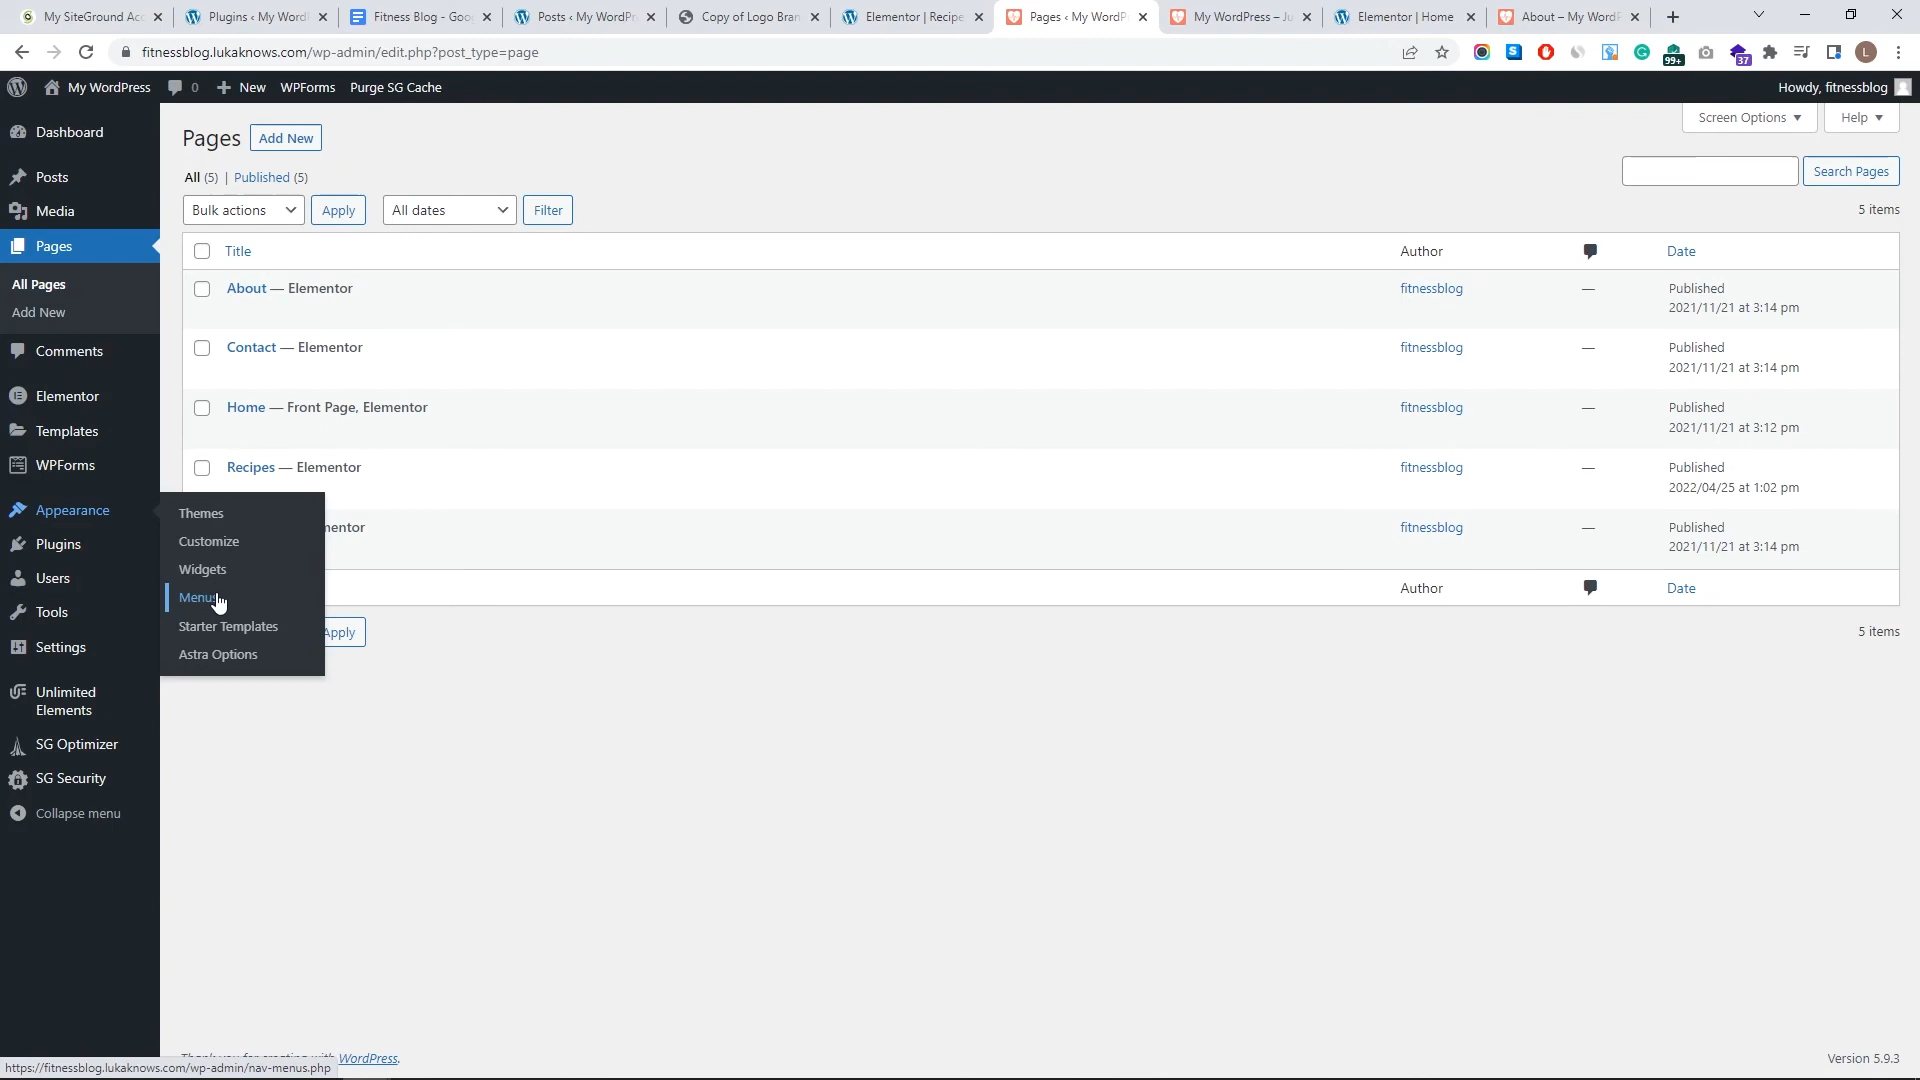 My SiteGround Acc
Plugins ‹ My Word
Fitness Blog - Goo
Posts ‹ My WordPr
Copy of Logo Bran
Elementor | Recipe
Pages ‹ My WordP
My WordPress – Ju
Elementor | Home
About – My WordP
fitnessblog.lukaknows.com/wp-admin/edit.php?post_type=page
99+
37
L
My WordPress
0
New
WPForms
Purge SG Cache
Howdy, fitnessblog
Dashboard
Posts
Media
Pages
All Pages
Add New
Comments
Elementor
Templates
WPForms
Appearance
Plugins
Users
Tools
Settings
Unlimited
Elements
SG Optimizer
SG Security
Collapse menu
Themes
Customize
Widgets
Menus
Starter Templates
Astra Options
Screen Options
Help
Pages
Add New
All (5) | Published (5)
Search Pages
Bulk actions
Apply
All dates
Filter
5 items
Title
Author
Date
About — Elementor
fitnessblog
—
Published
2021/11/21 at 3:14 pm
Contact — Elementor
fitnessblog
—
Published
2021/11/21 at 3:14 pm
Home — Front Page, Elementor
fitnessblog
—
Published
2021/11/21 at 3:12 pm
Recipes — Elementor
fitnessblog
—
Published
2022/04/25 at 1:02 pm
mentor
fitnessblog
—
Published
2021/11/21 at 3:14 pm
Author
Date
Apply
5 items
Thank you for creating with WordPress.
Version 5.9.3
https://fitnessblog.lukaknows.com/wp-admin/nav-menus.php